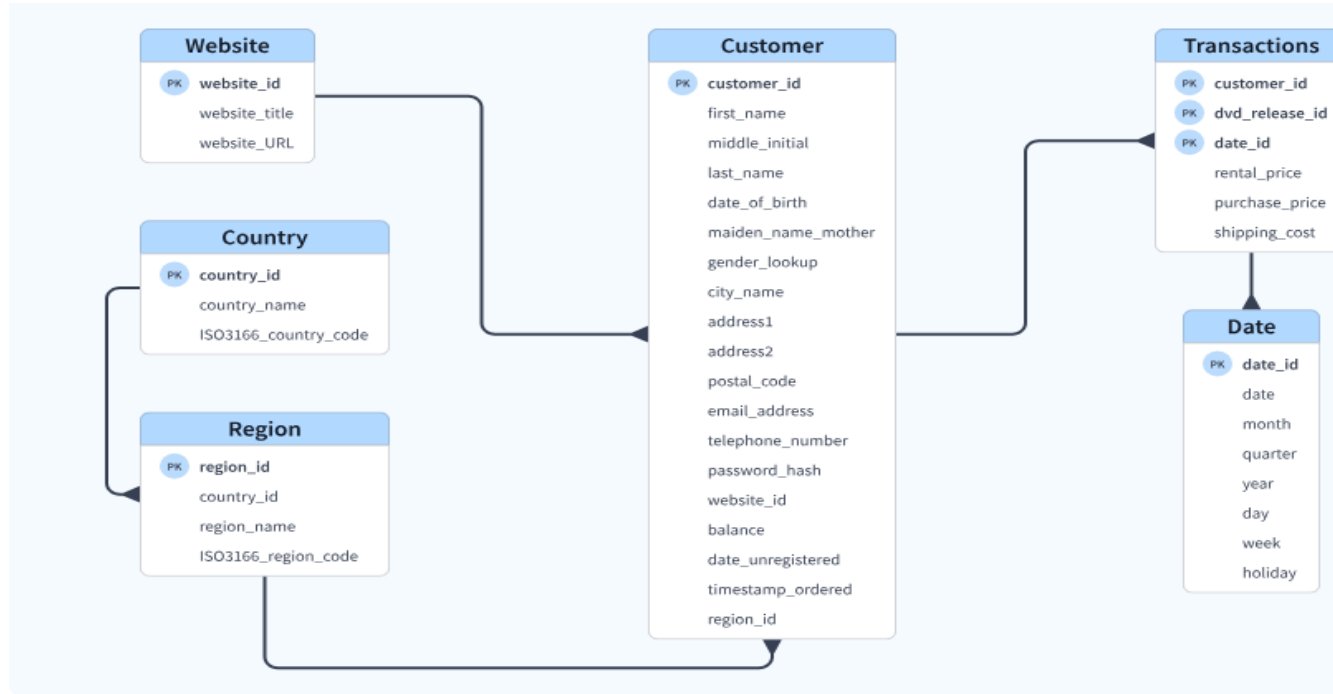 Website
PK website_id
website_title
website_URL
Country
PK country_id
country_name
ISO3166_country_code
Region
PK region_id
country_id
region_name
ISO3166_region_code
Customer
PK customer_id
first_name
middle_initial
last_name
date_of_birth
maiden_name_mother
gender_lookup
city_name
address1
address2
postal_code
email_address
telephone_number
password_hash
website_id
balance
date_unregistered
timestamp_ordered
region_id
Transactions
PK customer_id
PK dvd_release_id
PK date_id
rental_price
purchase_price
shipping_cost
Date
PK date_id
date
month
quarter
year
day
week
holiday